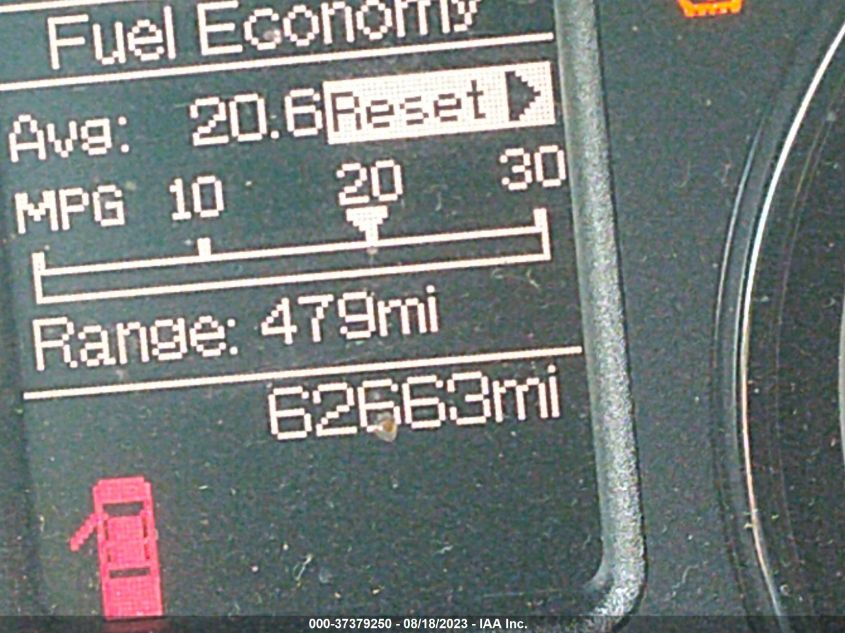 Fuel Economy
Avg: 20.6 Reset
MPG 10 20 30
Range: 479mi
62663mi
000-37379250 - 08/18/2023 - IAA Inc.